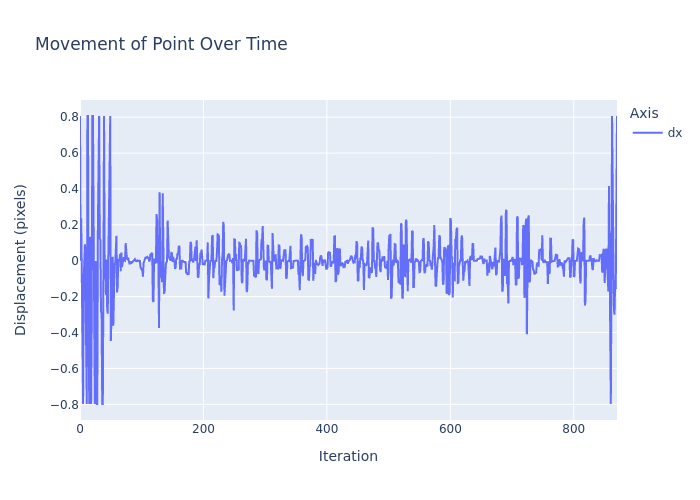 Movement of Point Over Time
Axis
dx
0.8
0.6
0.4
0.2
0
−0.2
−0.4
−0.6
−0.8
Displacement (pixels)
0
200
400
600
800
Iteration